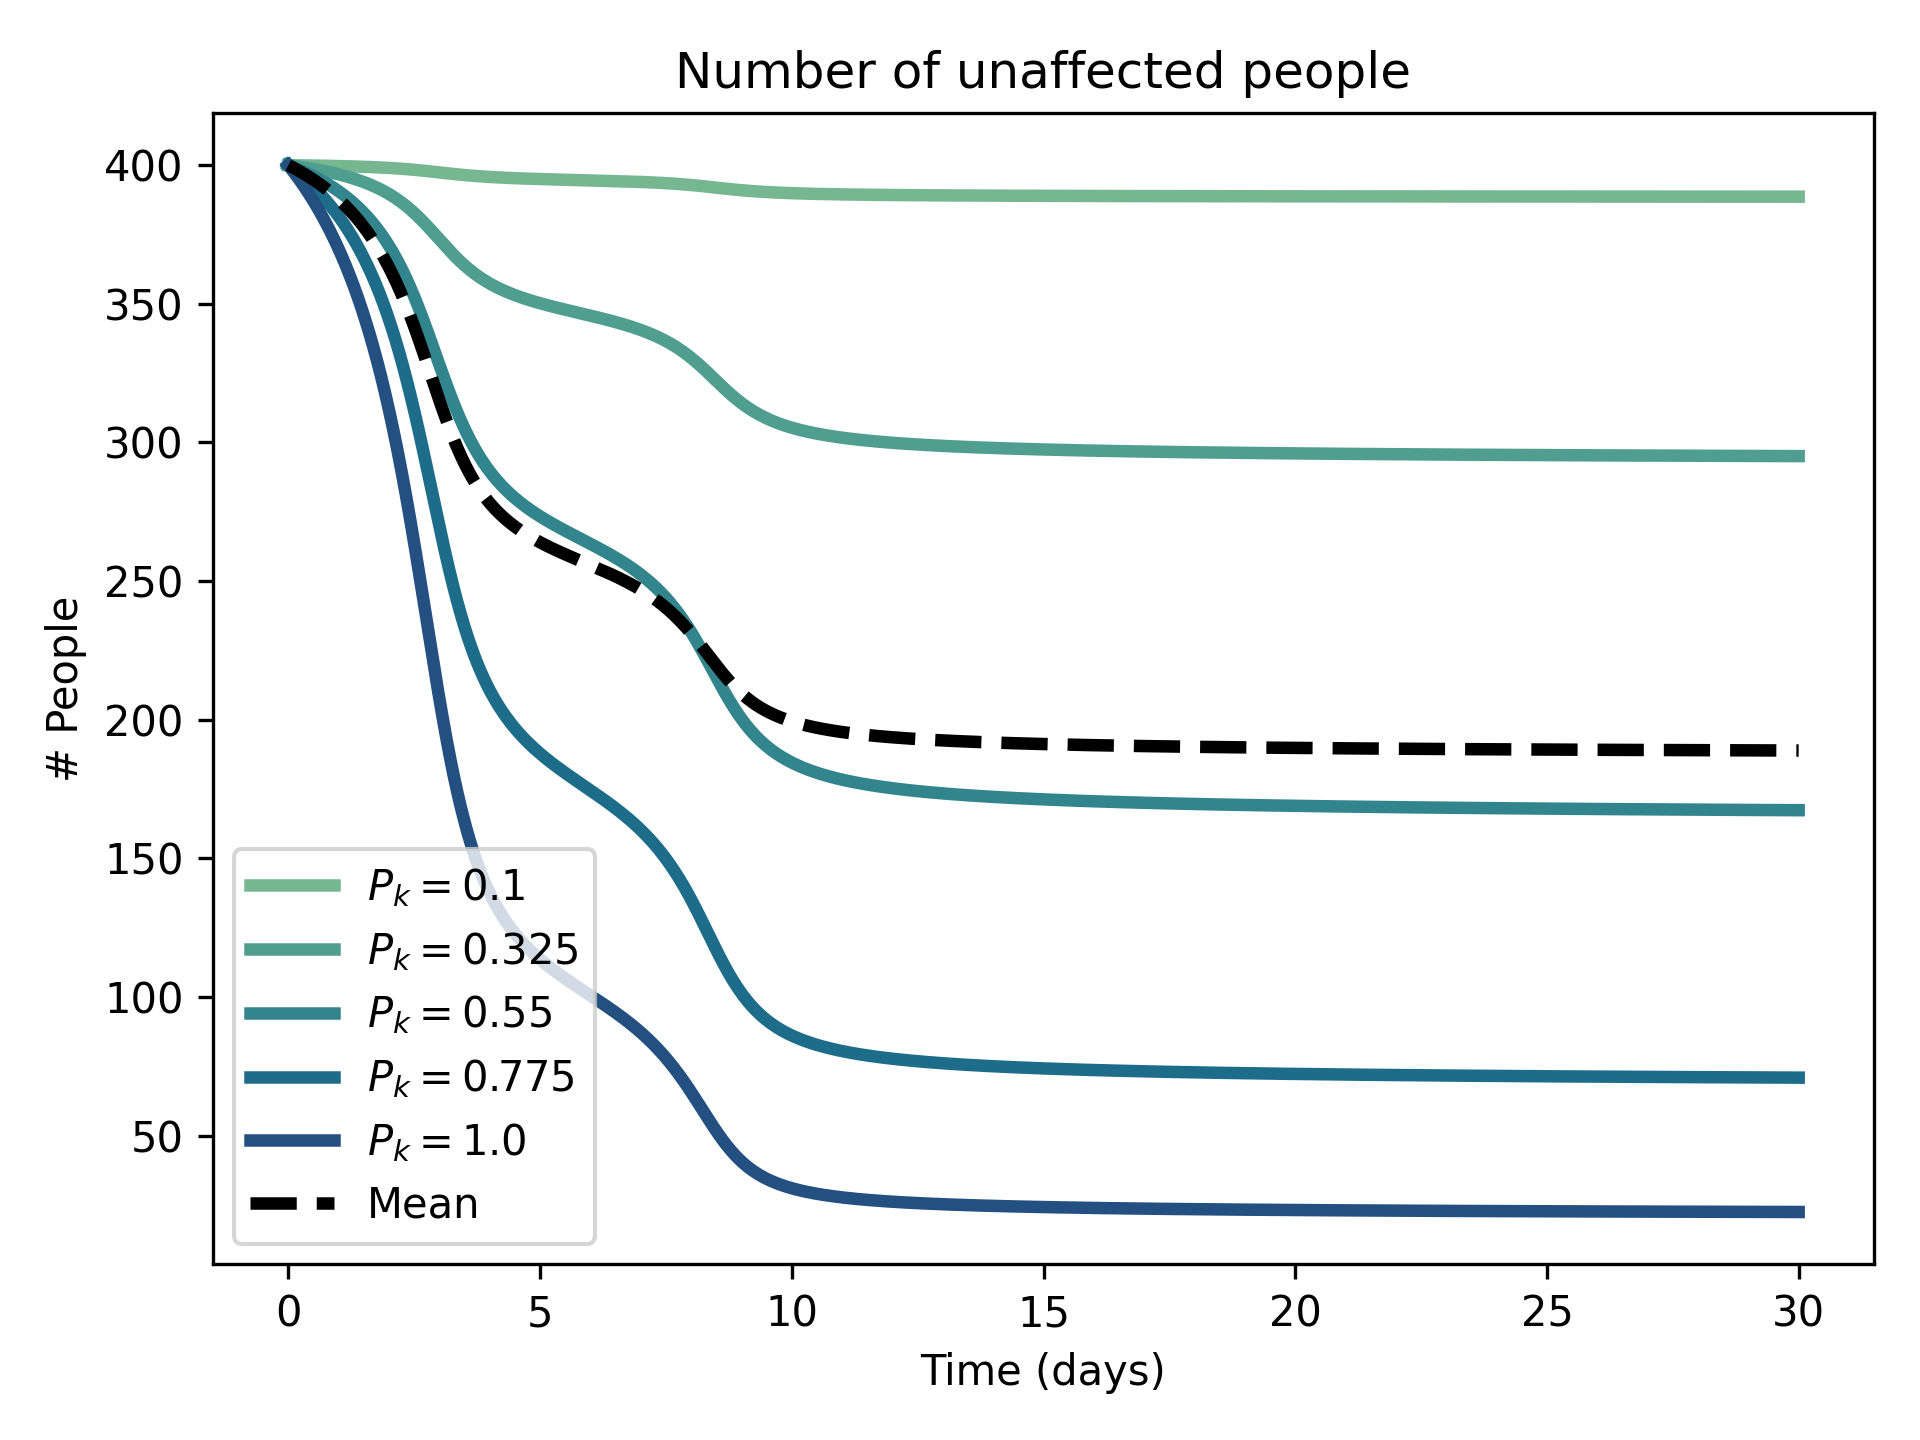 Number of unaffected people
# People
400
350
300
250
200
150
100
50
P_k = 0.1
P_k = 0.325
P_k = 0.55
P_k = 0.775
P_k = 1.0
Mean
0 5 10 15 20 25 30
Time (days)